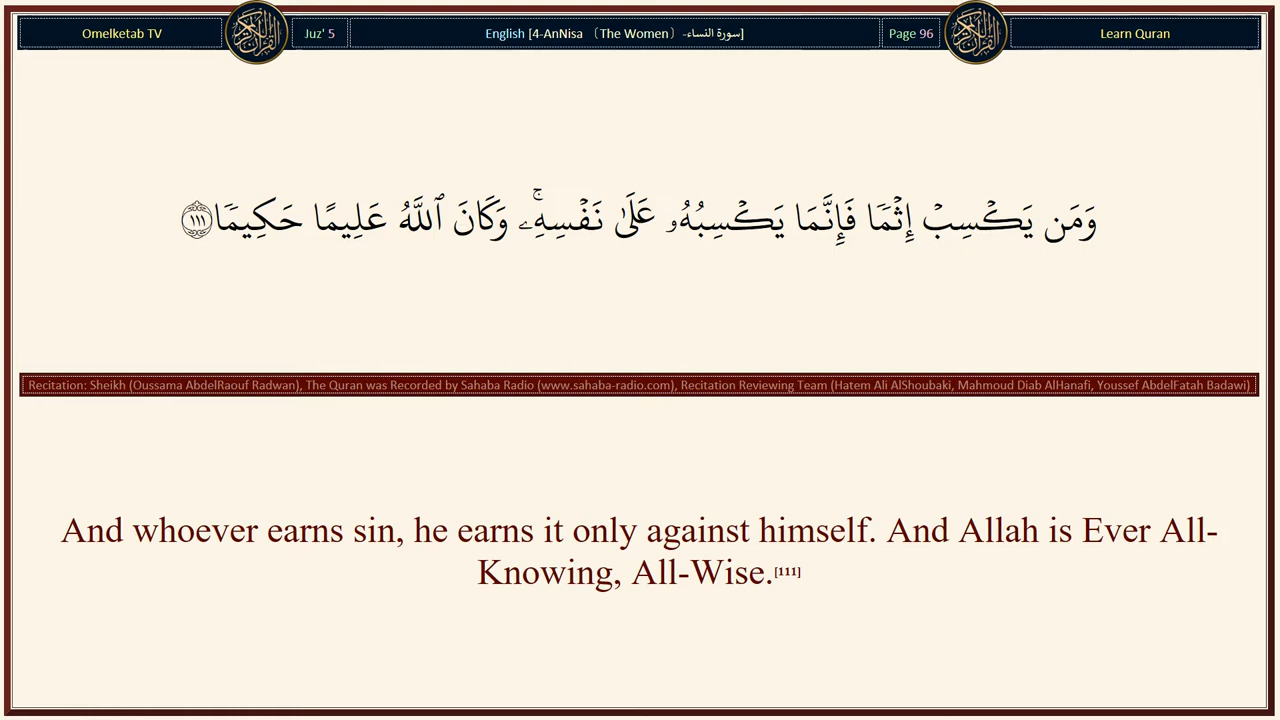 Omelketab TV
Juz' 5
English [4-AnNisa （The Women）-سورة النساء]
Page 96
Learn Quran
وَمَن يَكۡسِبۡ إِثۡمٗا فَإِنَّمَا يَكۡسِبُهُۥ عَلَىٰ نَفۡسِهِۦۚ وَكَانَ ٱللَّهُ عَلِيمًا حَكِيمٗا ١١١
Recitation: Sheikh (Oussama AbdelRaouf Radwan), The Quran was Recorded by Sahaba Radio (www.sahaba-radio.com), Recitation Reviewing Team (Hatem Ali AlShoubaki, Mahmoud Diab AlHanafi, Youssef AbdelFatah Badawi)
And whoever earns sin, he earns it only against himself. And Allah is Ever All-
Knowing, All-Wise.[111]